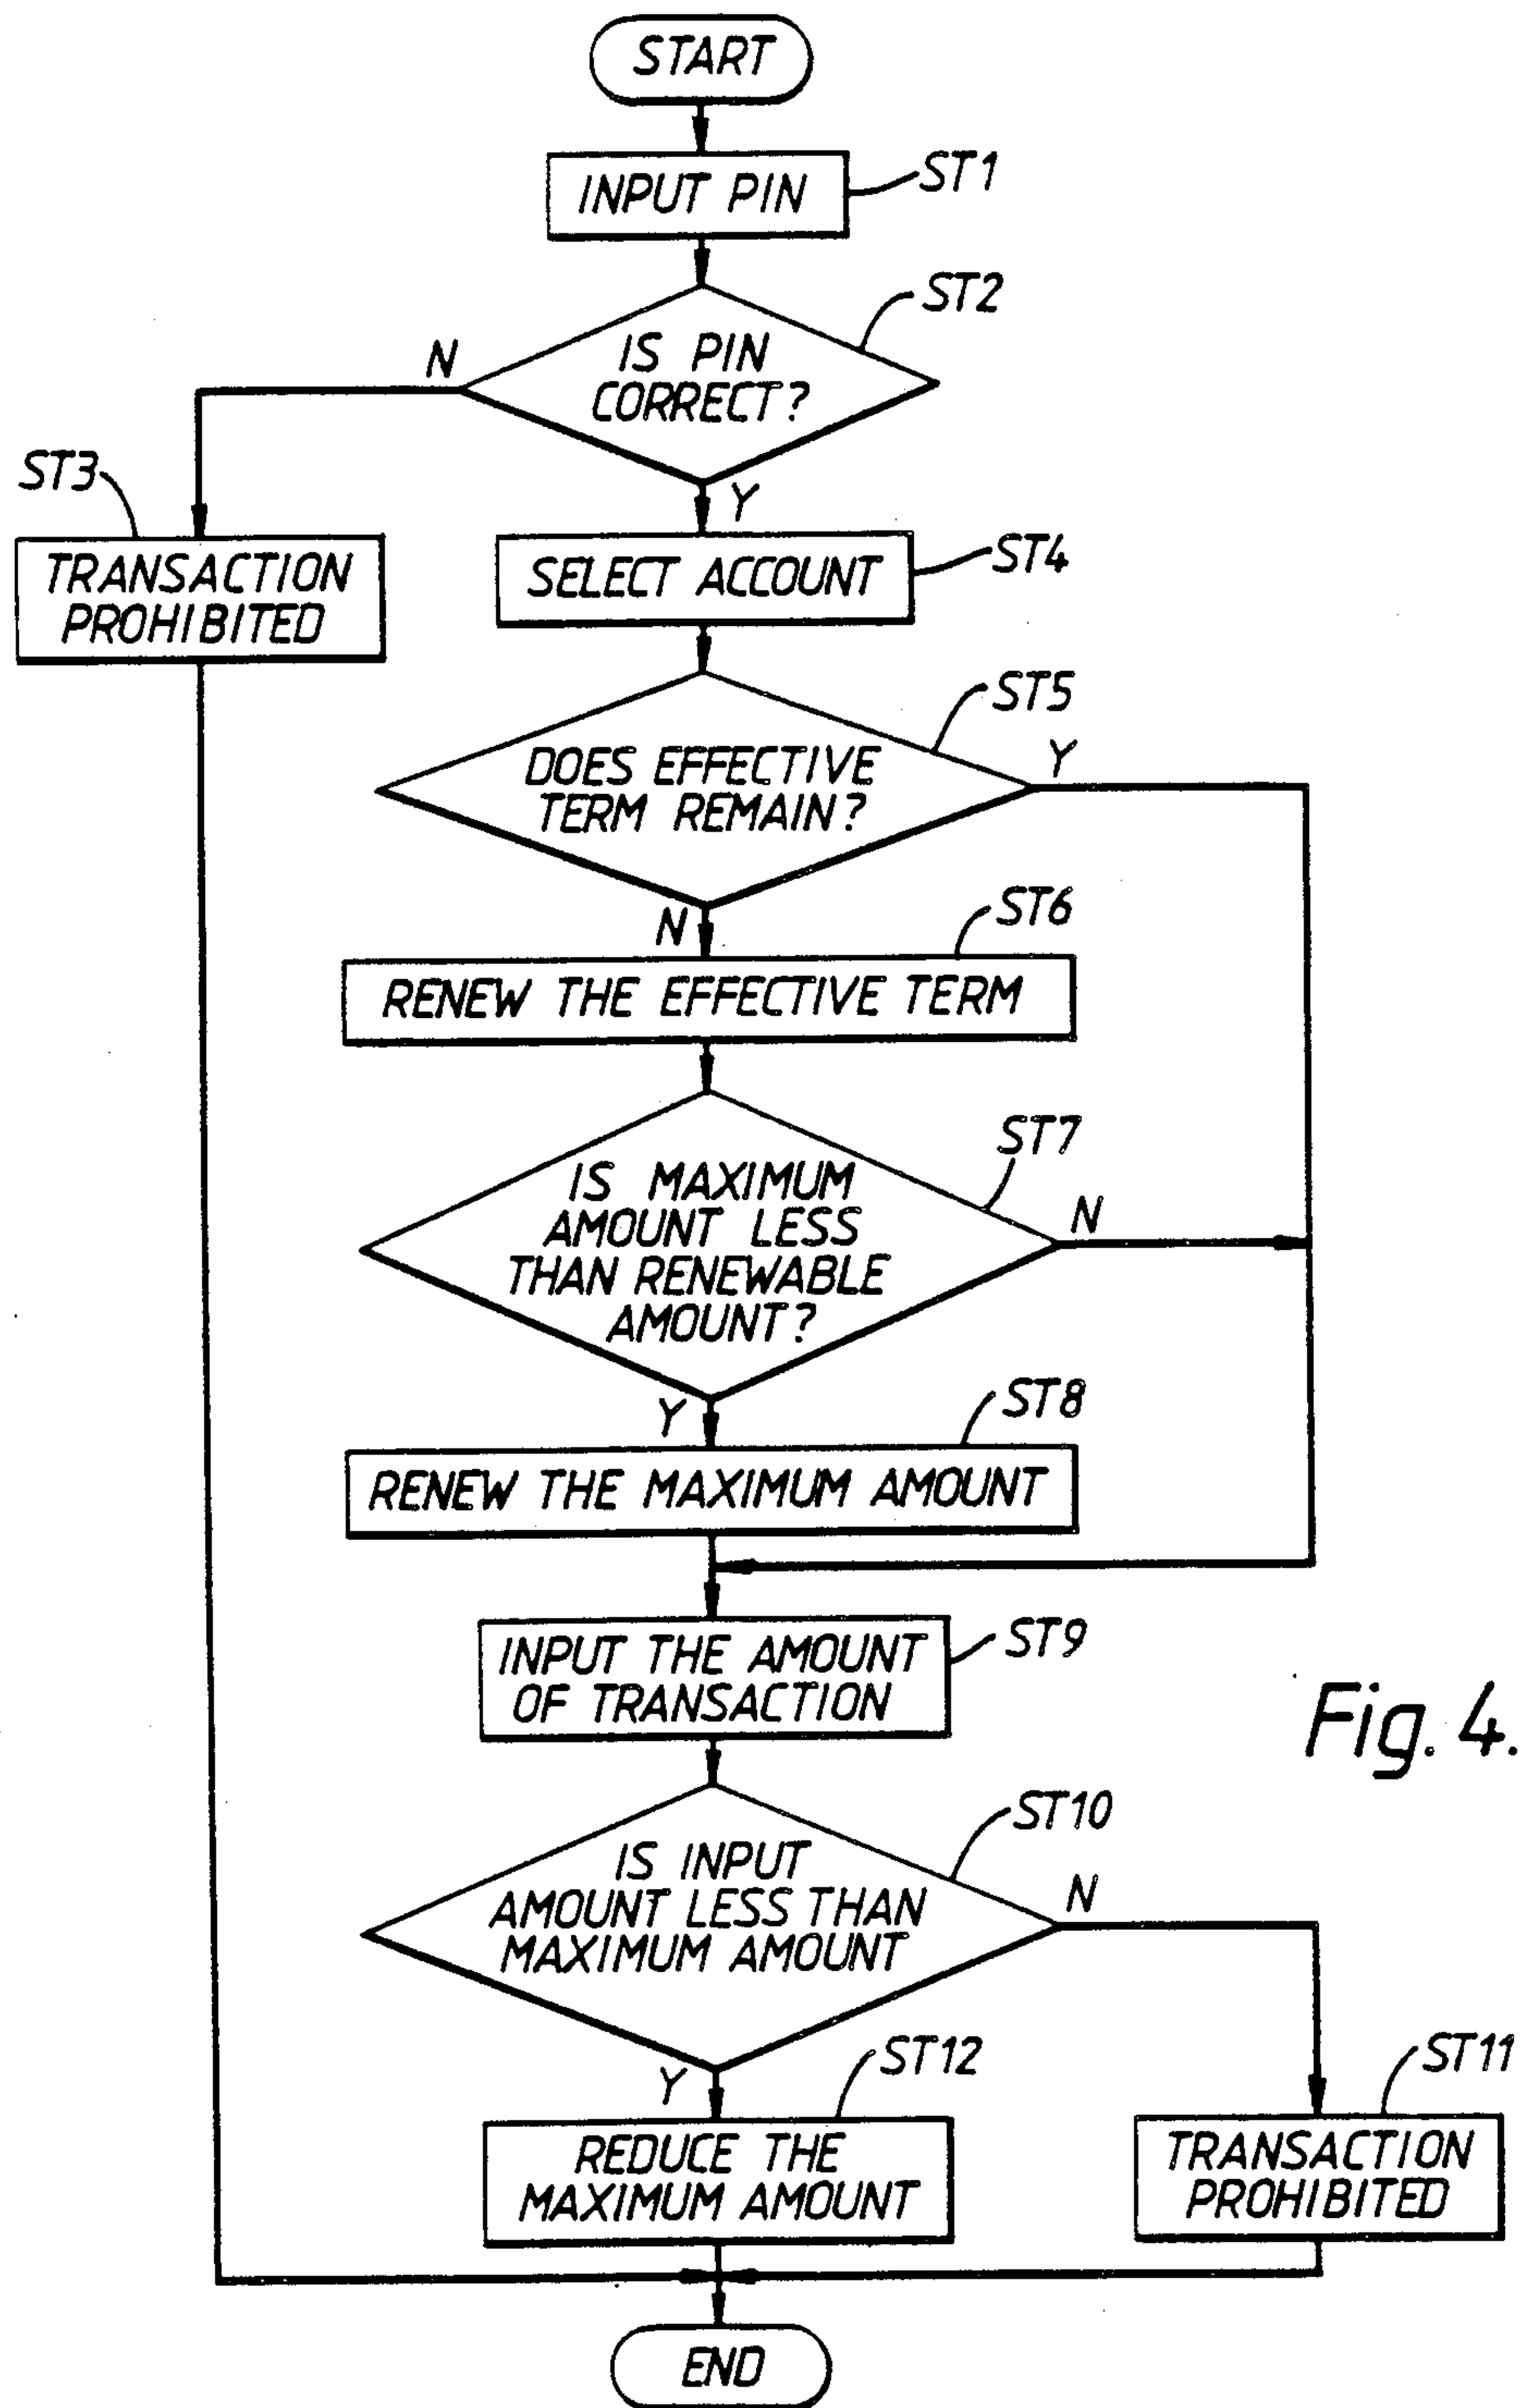 START
INPUT PIN
ST1
ST2
IS PIN
CORRECT?
N
Y
ST3
TRANSACTION
PROHIBITED
SELECT ACCOUNT
ST4
ST5
DOES EFFECTIVE
TERM REMAIN?
Y
N
ST6
RENEW THE EFFECTIVE TERM
ST7
IS MAXIMUM
AMOUNT LESS
THAN RENEWABLE
AMOUNT?
N
Y
ST8
RENEW THE MAXIMUM AMOUNT
ST9
INPUT THE AMOUNT
OF TRANSACTION
Fig. 4.
ST10
IS INPUT
AMOUNT LESS THAN
MAXIMUM AMOUNT
N
Y
ST12
REDUCE THE
MAXIMUM AMOUNT
ST11
TRANSACTION
PROHIBITED
END